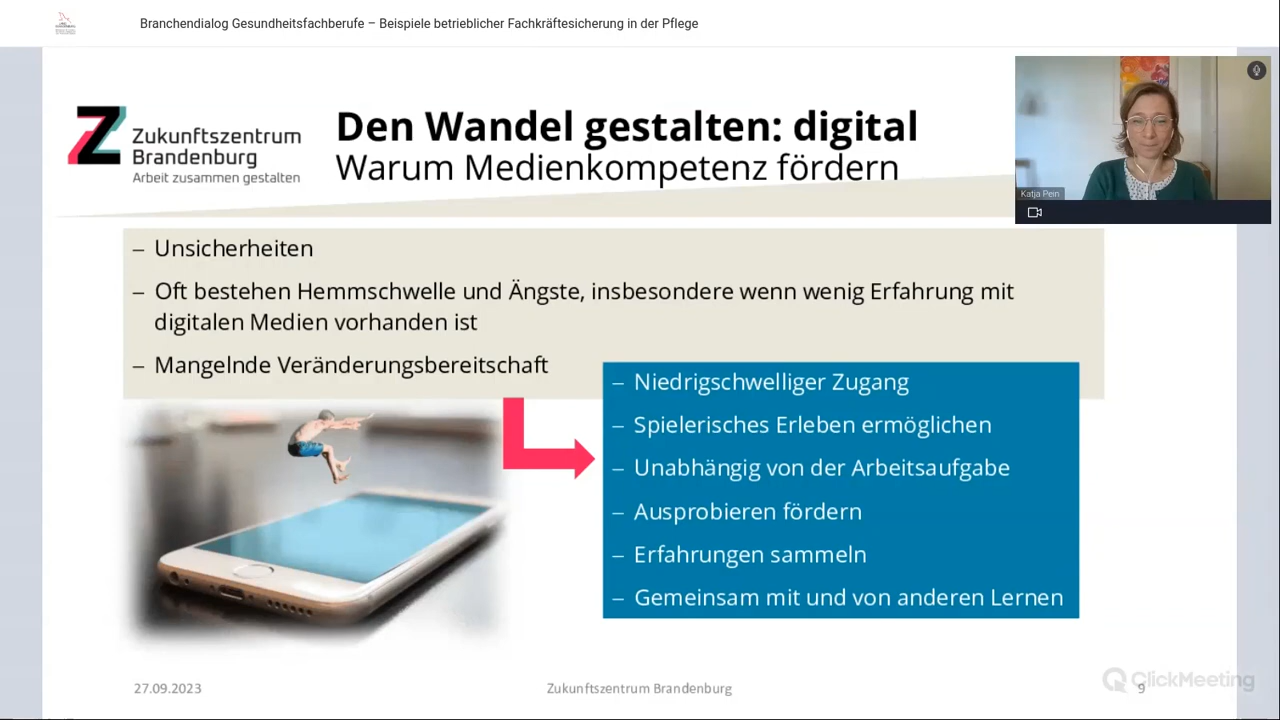 Branchendialog Gesundheitsfachberufe – Beispiele betrieblicher Fachkräftesicherung in der Pflege
Zukunftszentrum
Brandenburg
Arbeit zusammen gestalten
Den Wandel gestalten: digital
Warum Medienkompetenz fördern
Katja Pein
– Unsicherheiten
– Oft bestehen Hemmschwelle und Ängste, insbesondere wenn wenig Erfahrung mit
digitalen Medien vorhanden ist
– Mangelnde Veränderungsbereitschaft
– Niedrigschwelliger Zugang
– Spielerisches Erleben ermöglichen
– Unabhängig von der Arbeitsaufgabe
– Ausprobieren fördern
– Erfahrungen sammeln
– Gemeinsam mit und von anderen Lernen
27.09.2023
Zukunftszentrum Brandenburg
9
ClickMeeting